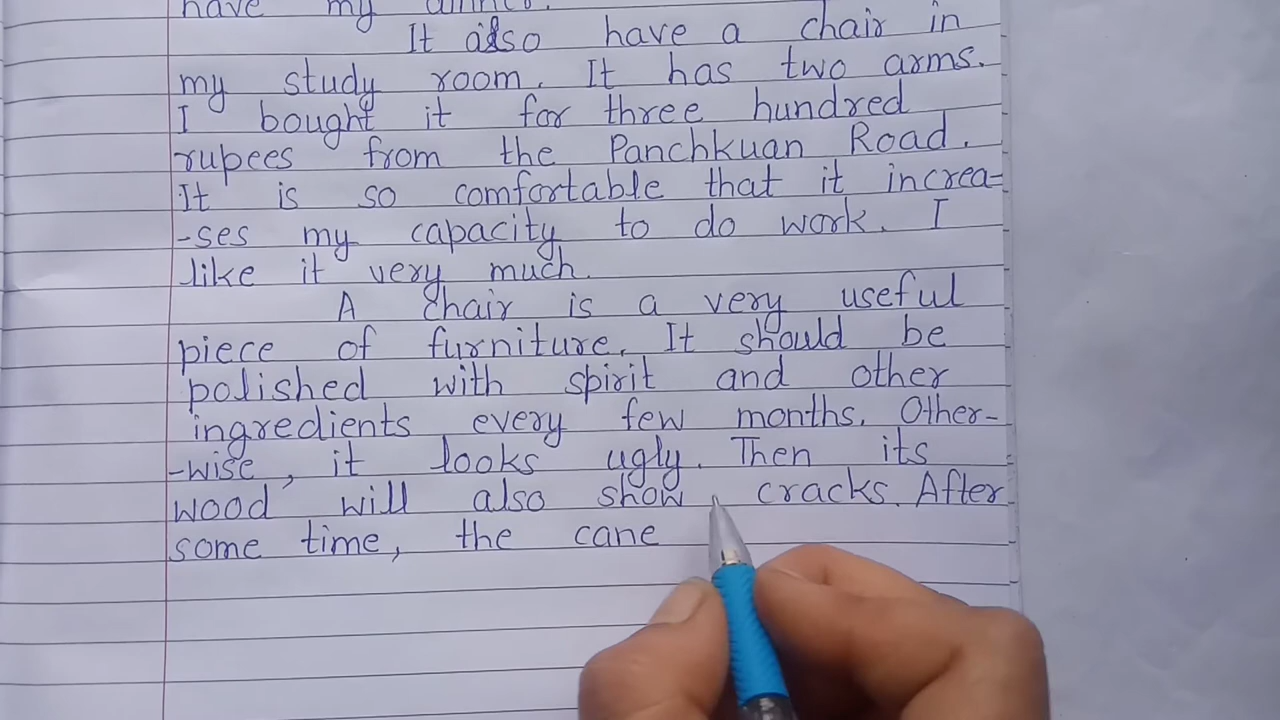 have my
It also have a chair in
my study room. It has two arms.
I bought it for three hundred
rupees from the Panchkuan Road.
It is so comfortable that it increa-
-ses my capacity to do work. I
like it very much.
A chair is a very useful
piece of furniture. It should be
polished with spirit and other
ingredients every few months. Other-
-wise, it looks ugly. Then its
wood will also show cracks. After
some time, the cane